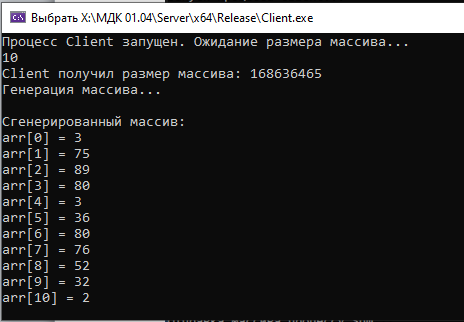 Выбрать X:\МДК 01.04\Server\x64\Release\Client.exe
Процесс Client запущен. Ожидание размера массива...
10
Client получил размер массива: 168636465
Генерация массива...
Сгенерированный массив:
arr[0] = 3
arr[1] = 75
arr[2] = 89
arr[3] = 80
arr[4] = 3
arr[5] = 36
arr[6] = 80
arr[7] = 76
arr[8] = 52
arr[9] = 32
arr[10] = 2